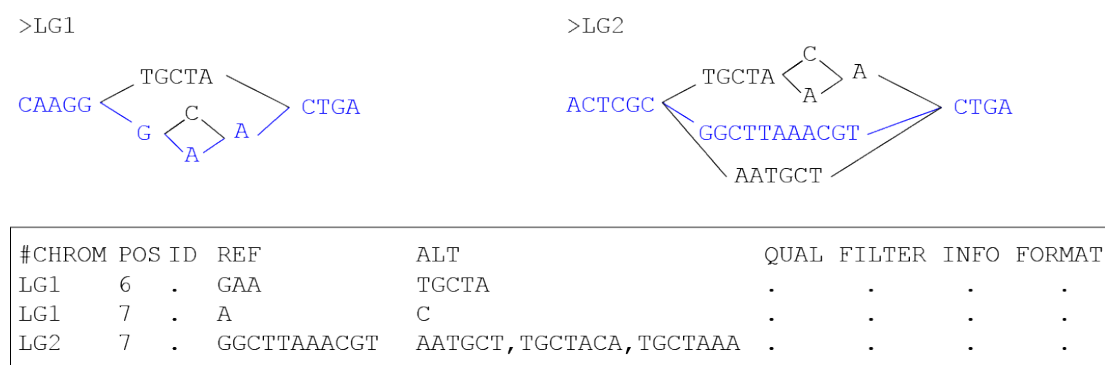 >LG1 >LG2
C
TGCTA TGCTA A
CAAGG C CTGA ACTCGC A CTGA
G A GGCTTAAACGT
A
AATGCT
#CHROM POS ID REF ALT QUAL FILTER INFO FORMAT
LG1 6 . GAA TGCTA . . . .
LG1 7 . A C . . . .
LG2 7 . GGCTTAAACGT AATGCT,TGCTACA,TGCTAAA . . . .